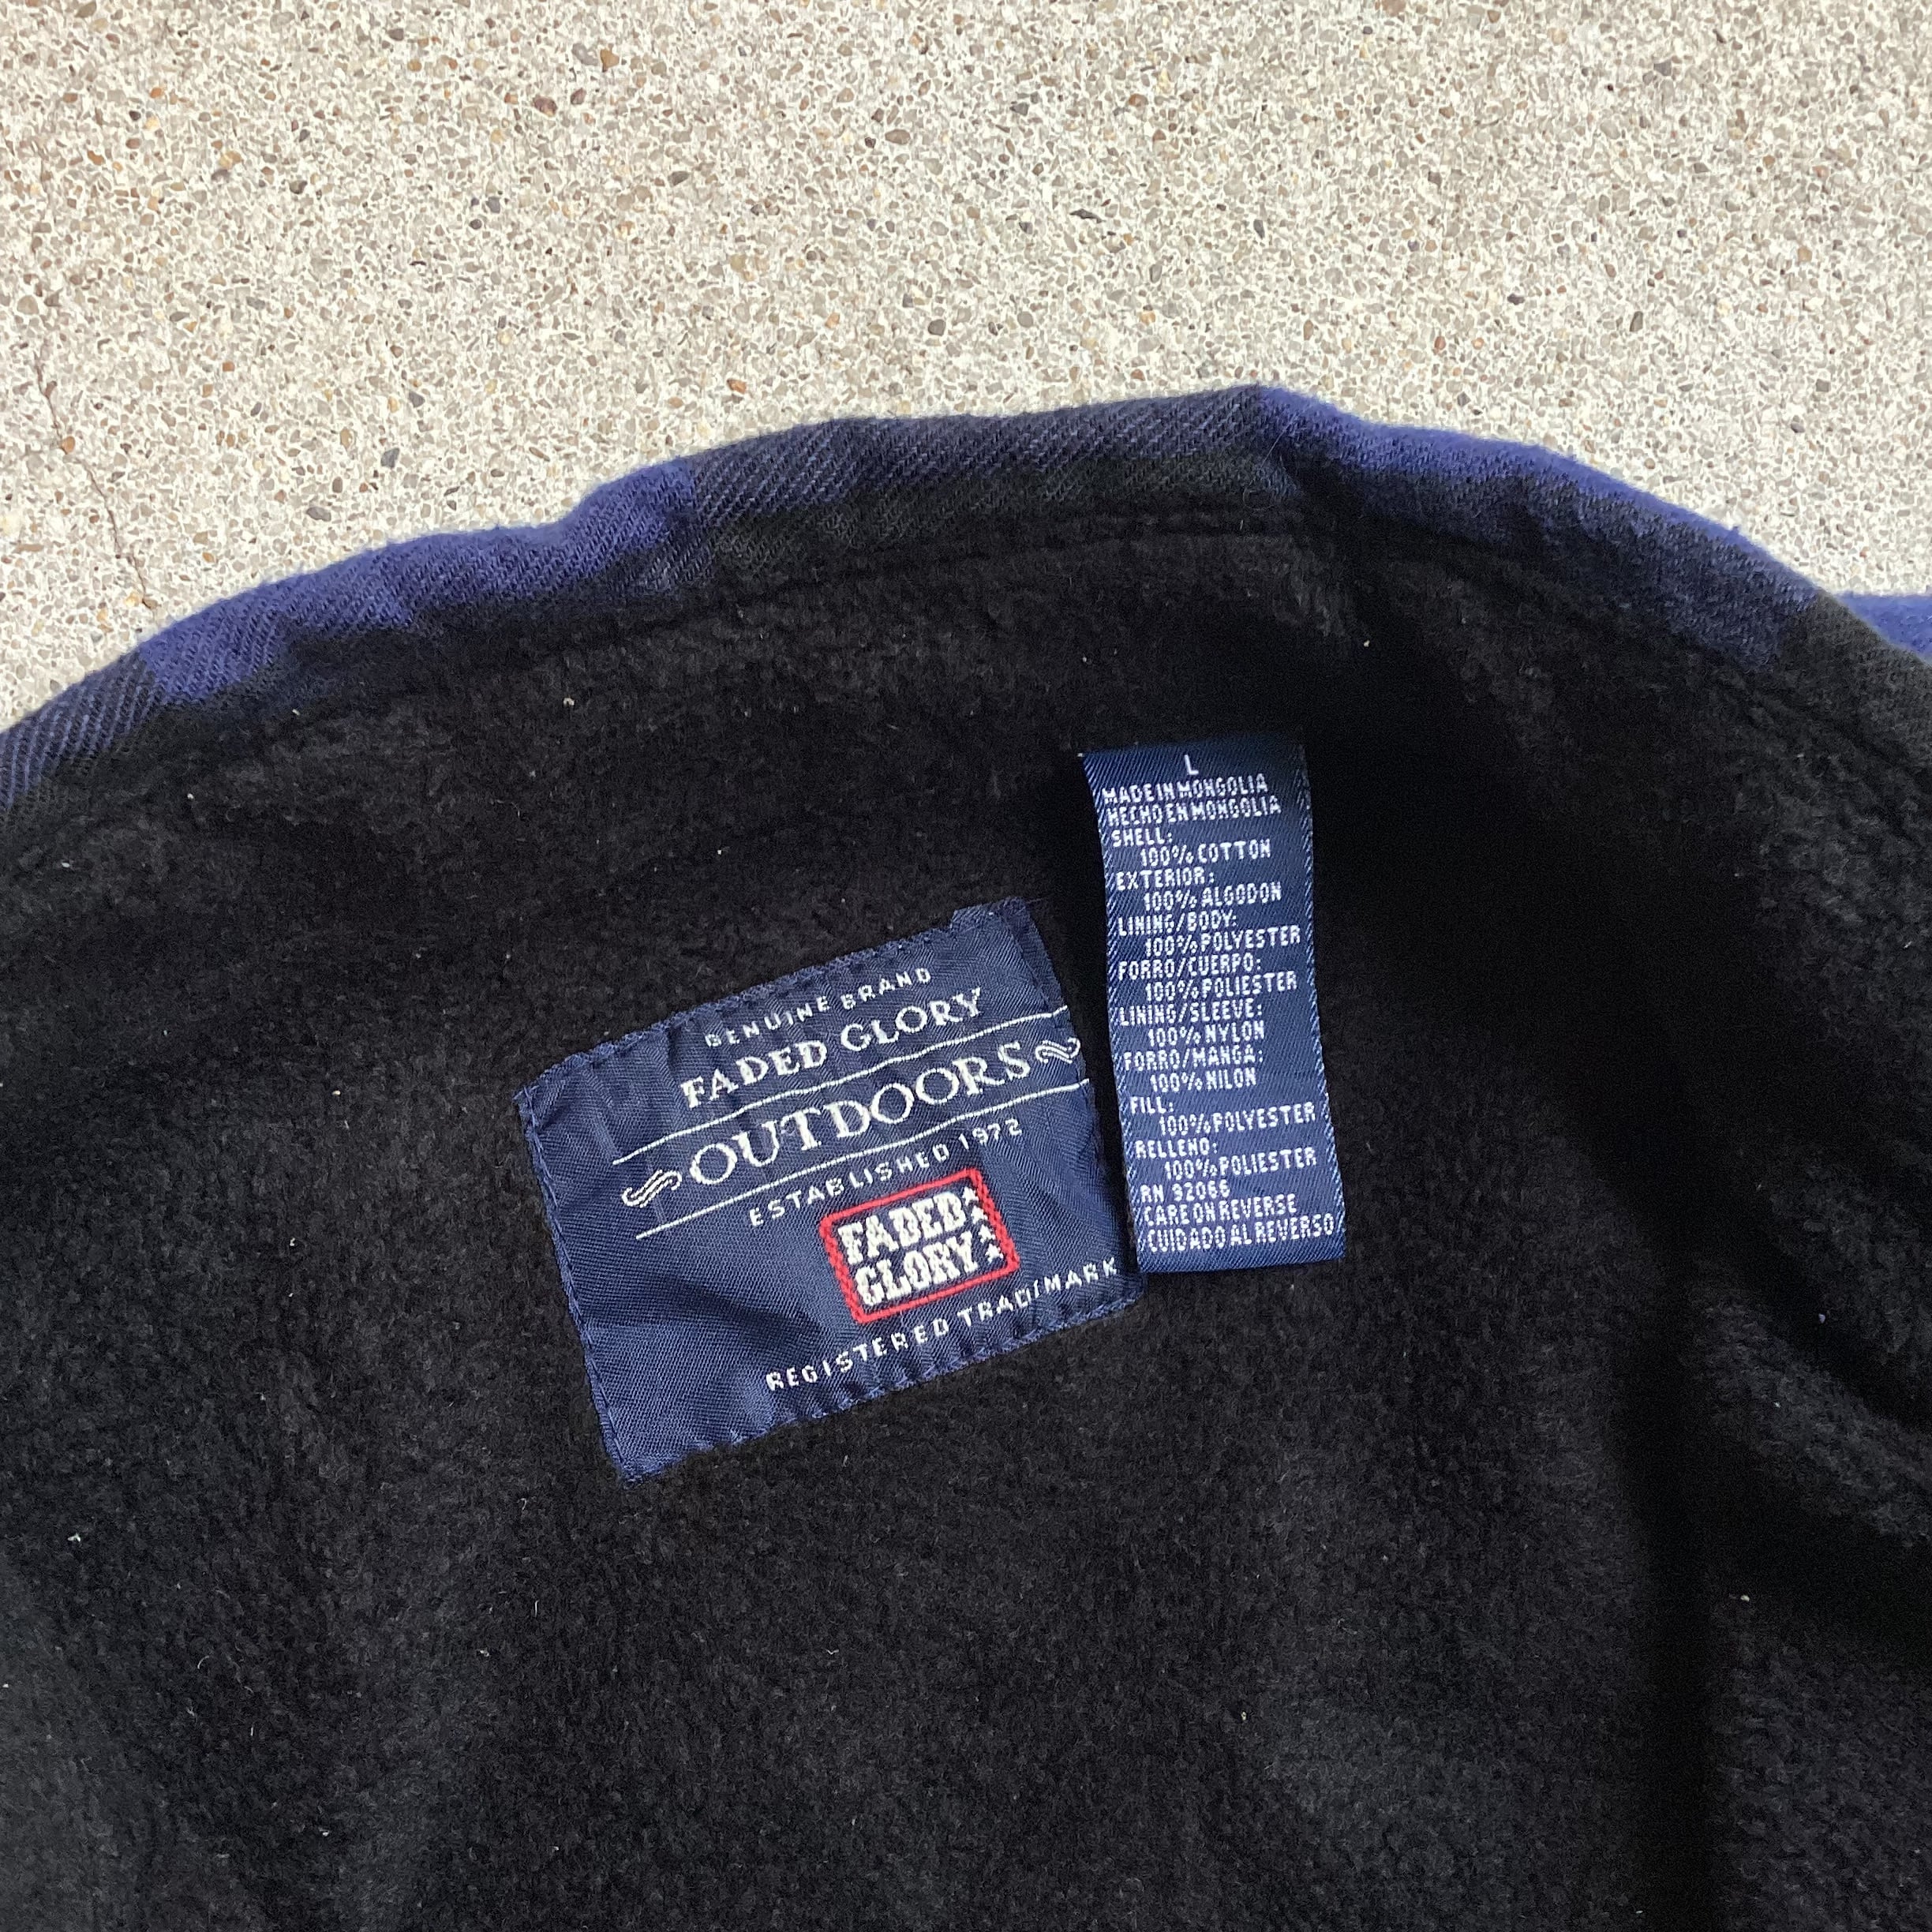 GENUINE BRAND
FADED GLORY
OUTDOORS
ESTABLISHED 1972
FADED
GLORY
REGISTERED TRADEMARK
L
MADE IN MONGOLIA
HECHO EN MONGOLIA
SHELL:
100% COTTON
EXTERIOR:
100% ALGODON
LINING/BODY:
100% POLYESTER
FORRO/CUERPO:
100% POLIESTER
LINING/SLEEVE:
100% NYLON
FORRO/MANGA:
100% NILON
FILL:
100% POLYESTER
RELLENO:
100% POLIESTER
RN 92066
CARE ON REVERSE
CUIDADO AL REVERSO